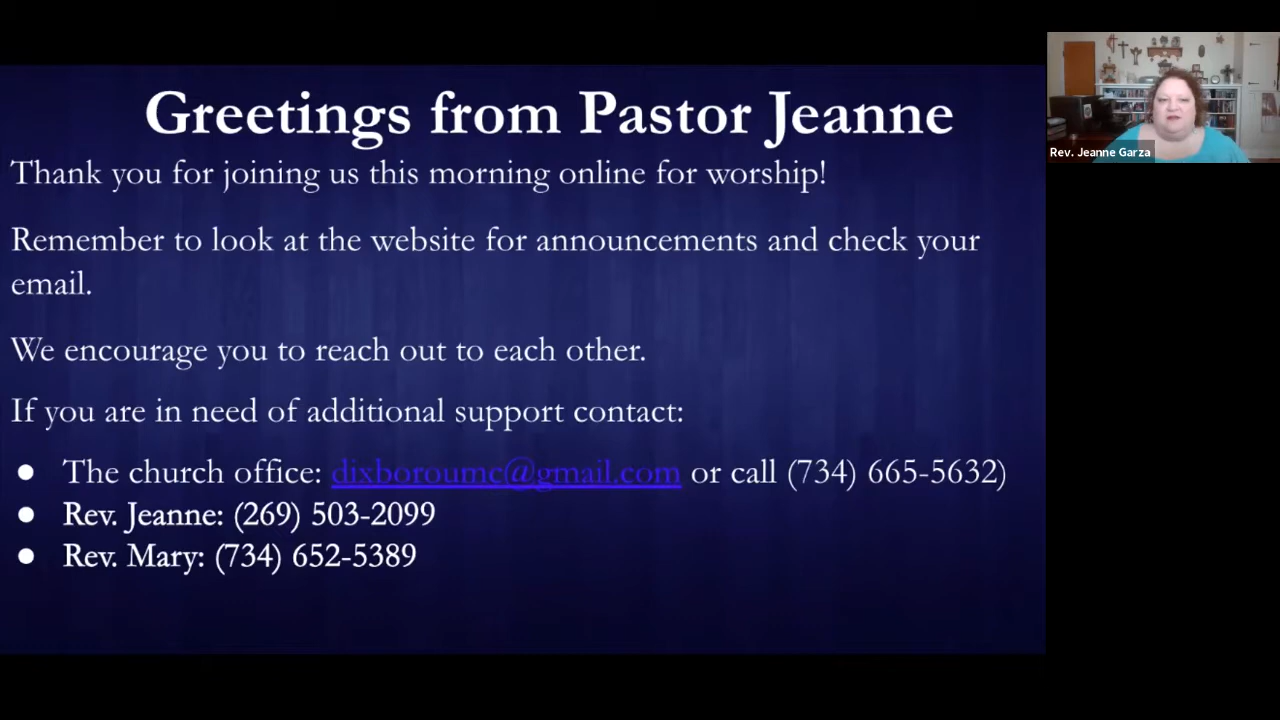 Greetings from Pastor Jeanne
Thank you for joining us this morning online for worship!
Remember to look at the website for announcements and check your
email.
We encourage you to reach out to each other.
If you are in need of additional support contact:
● The church office: dixboroumc@gmail.com or call (734) 665-5632)
● Rev. Jeanne: (269) 503-2099
● Rev. Mary: (734) 652-5389
Rev. Jeanne Garza